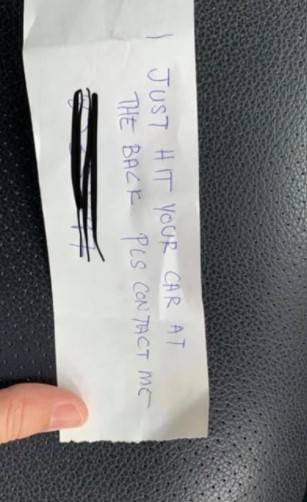 I JUST HIT YOUR CAR AT
THE BACK PLS CONTACT ME